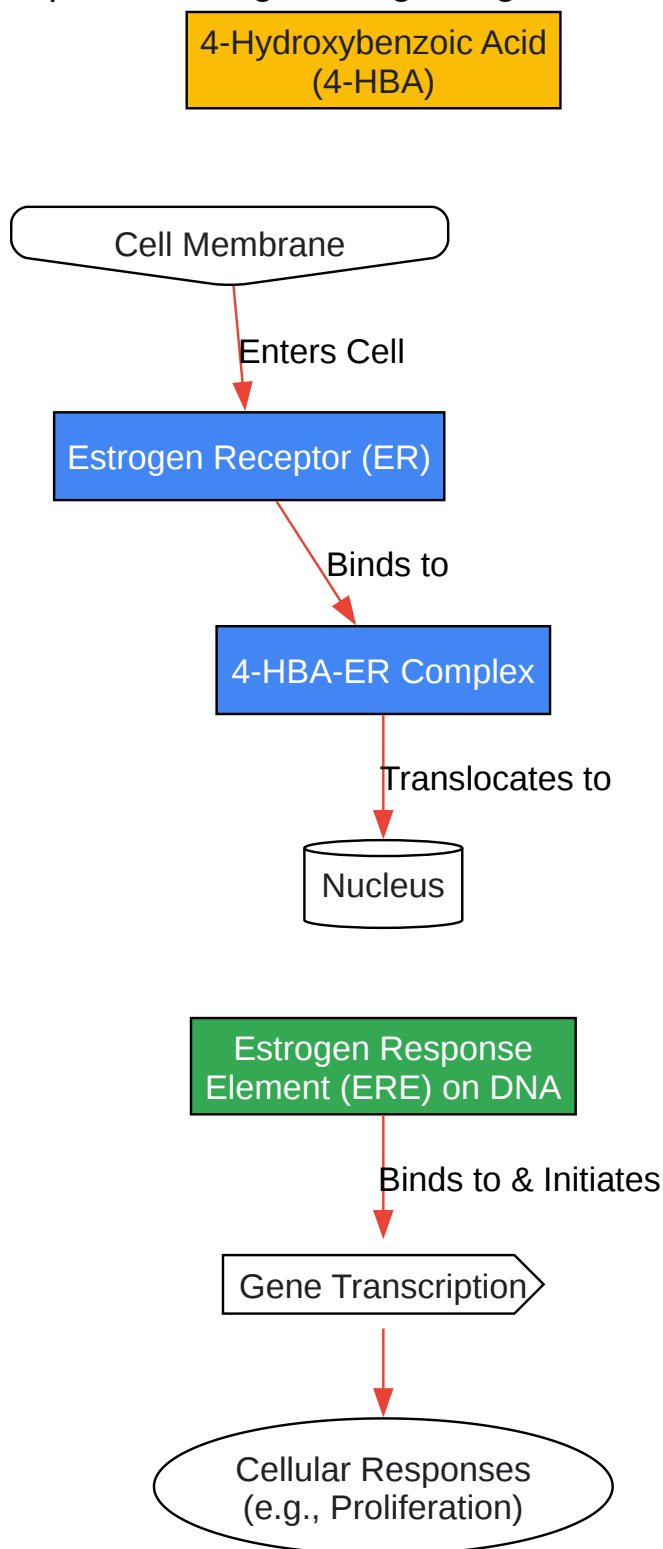 4-Hydroxybenzoic Acid
(4-HBA)
Cell Membrane
Enters Cell
Estrogen Receptor (ER)
Binds to
4-HBA-ER Complex
Translocates to
Nucleus
Estrogen Response
Element (ERE) on DNA
Binds to & Initiates
Gene Transcription
Cellular Responses
(e.g., Proliferation)